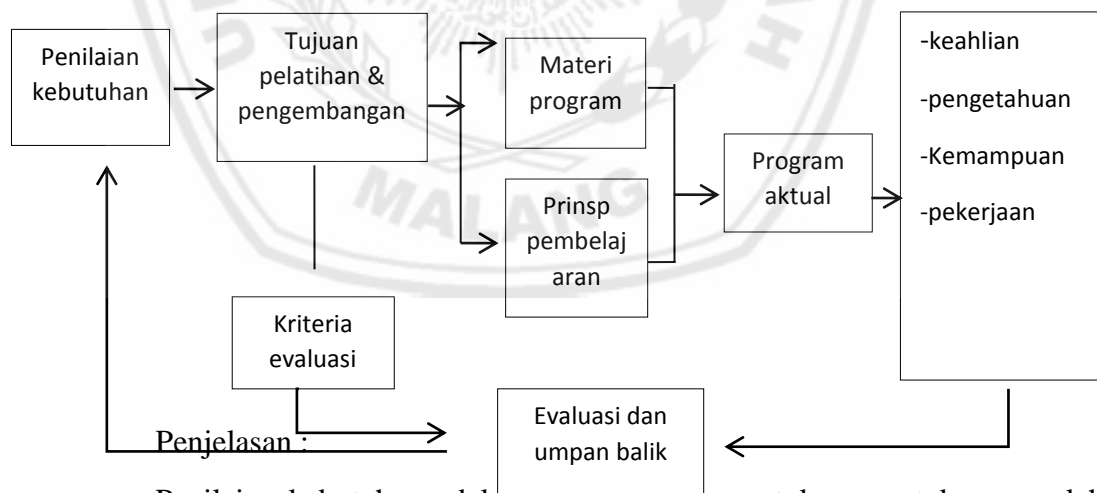 Penilaian
kebutuhan
Tujuan
pelatihan &
pengembangan
Materi
program
Prinsp
pembelaj
aran
Program
aktual
-keahlian
-pengetahuan
-Kemampuan
-pekerjaan
Kriteria
evaluasi
Evaluasi dan
umpan balik
Penjelasan :
MALANG